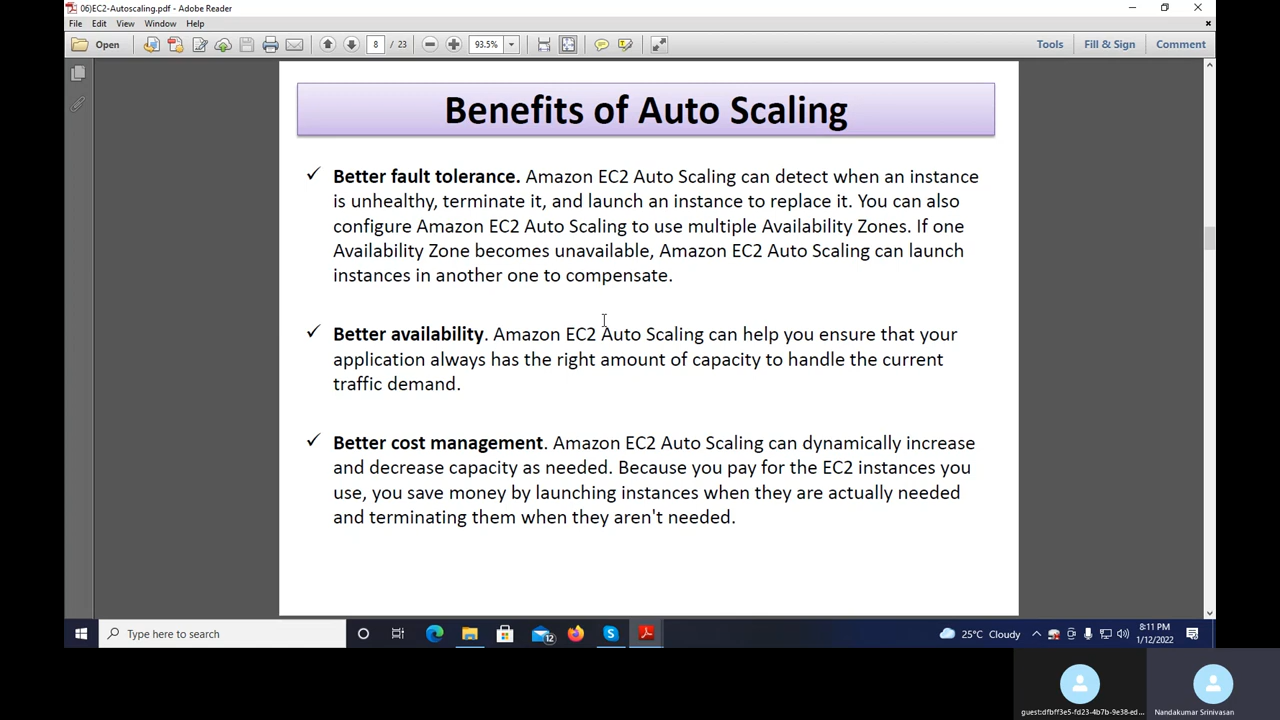 06)EC2-Autoscaling.pdf - Adobe Reader
File Edit View Window Help
Open 8 / 23 93.5% Tools Fill & Sign Comment
Benefits of Auto Scaling
✓ Better fault tolerance. Amazon EC2 Auto Scaling can detect when an instance
is unhealthy, terminate it, and launch an instance to replace it. You can also
configure Amazon EC2 Auto Scaling to use multiple Availability Zones. If one
Availability Zone becomes unavailable, Amazon EC2 Auto Scaling can launch
instances in another one to compensate.
✓ Better availability. Amazon EC2 Auto Scaling can help you ensure that your
application always has the right amount of capacity to handle the current
traffic demand.
✓ Better cost management. Amazon EC2 Auto Scaling can dynamically increase
and decrease capacity as needed. Because you pay for the EC2 instances you
use, you save money by launching instances when they are actually needed
and terminating them when they aren't needed.
Type here to search 12 25°C Cloudy 8:11 PM
1/12/2022
guest:dfbff3e5-fd23-4b7b-9e38-ed... Nandakumar Srinivasan